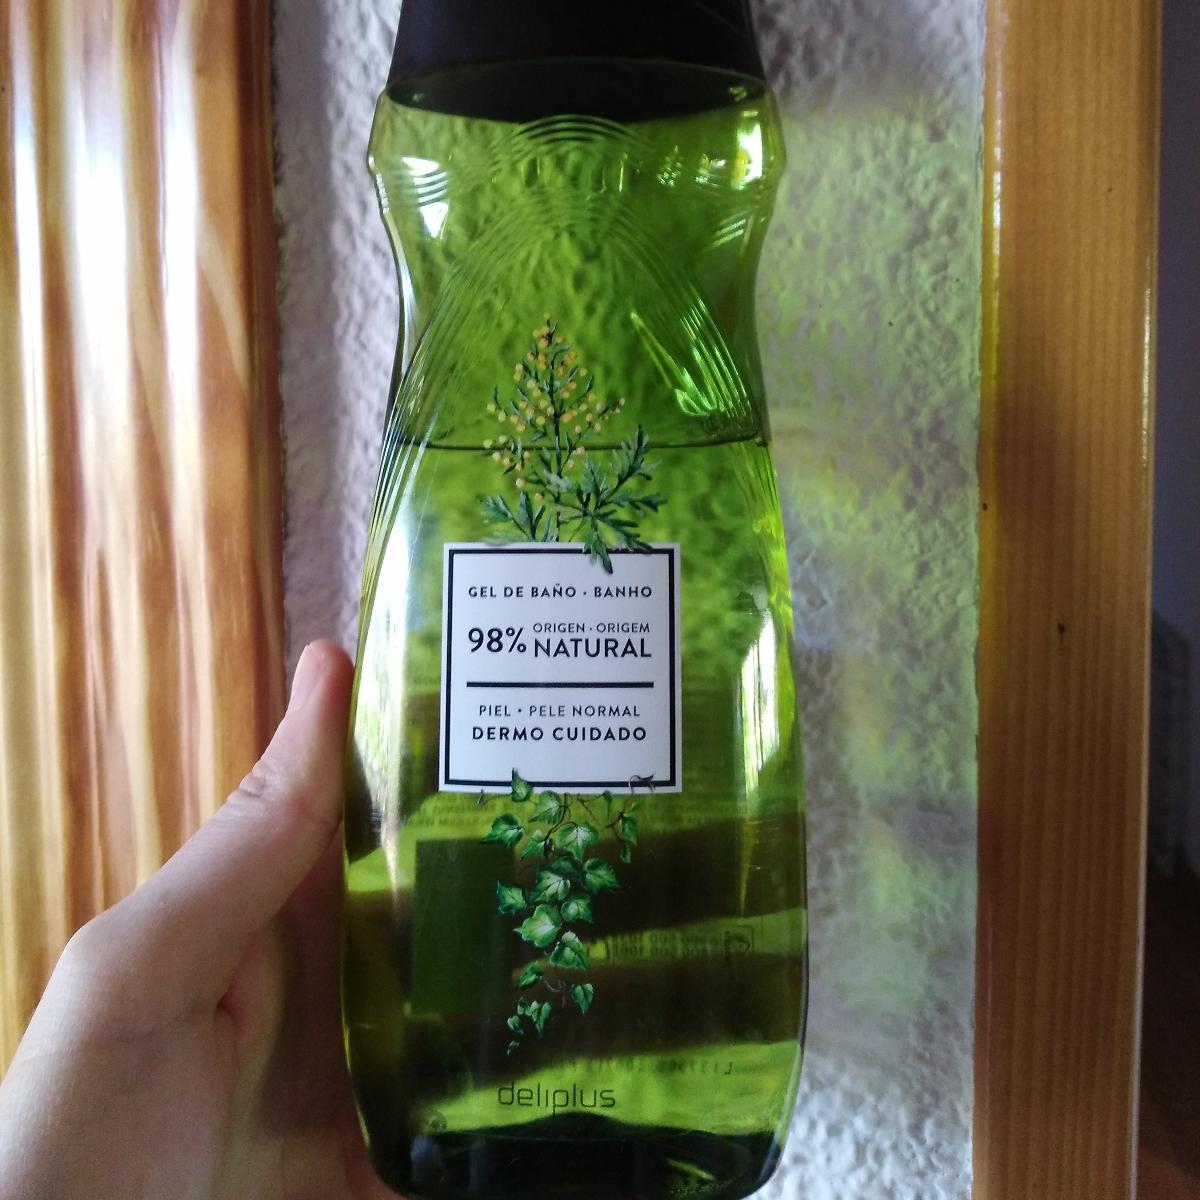 GEL DE BAÑO · BANHO
98% ORIGEN · ORIGEM
NATURAL
PIEL · PELE NORMAL
DERMO CUIDADO
deliplus